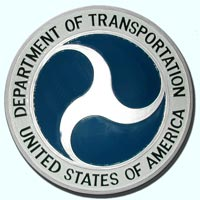 DEPARTMENT OF TRANSPORTATION
UNITED STATES OF AMERICA